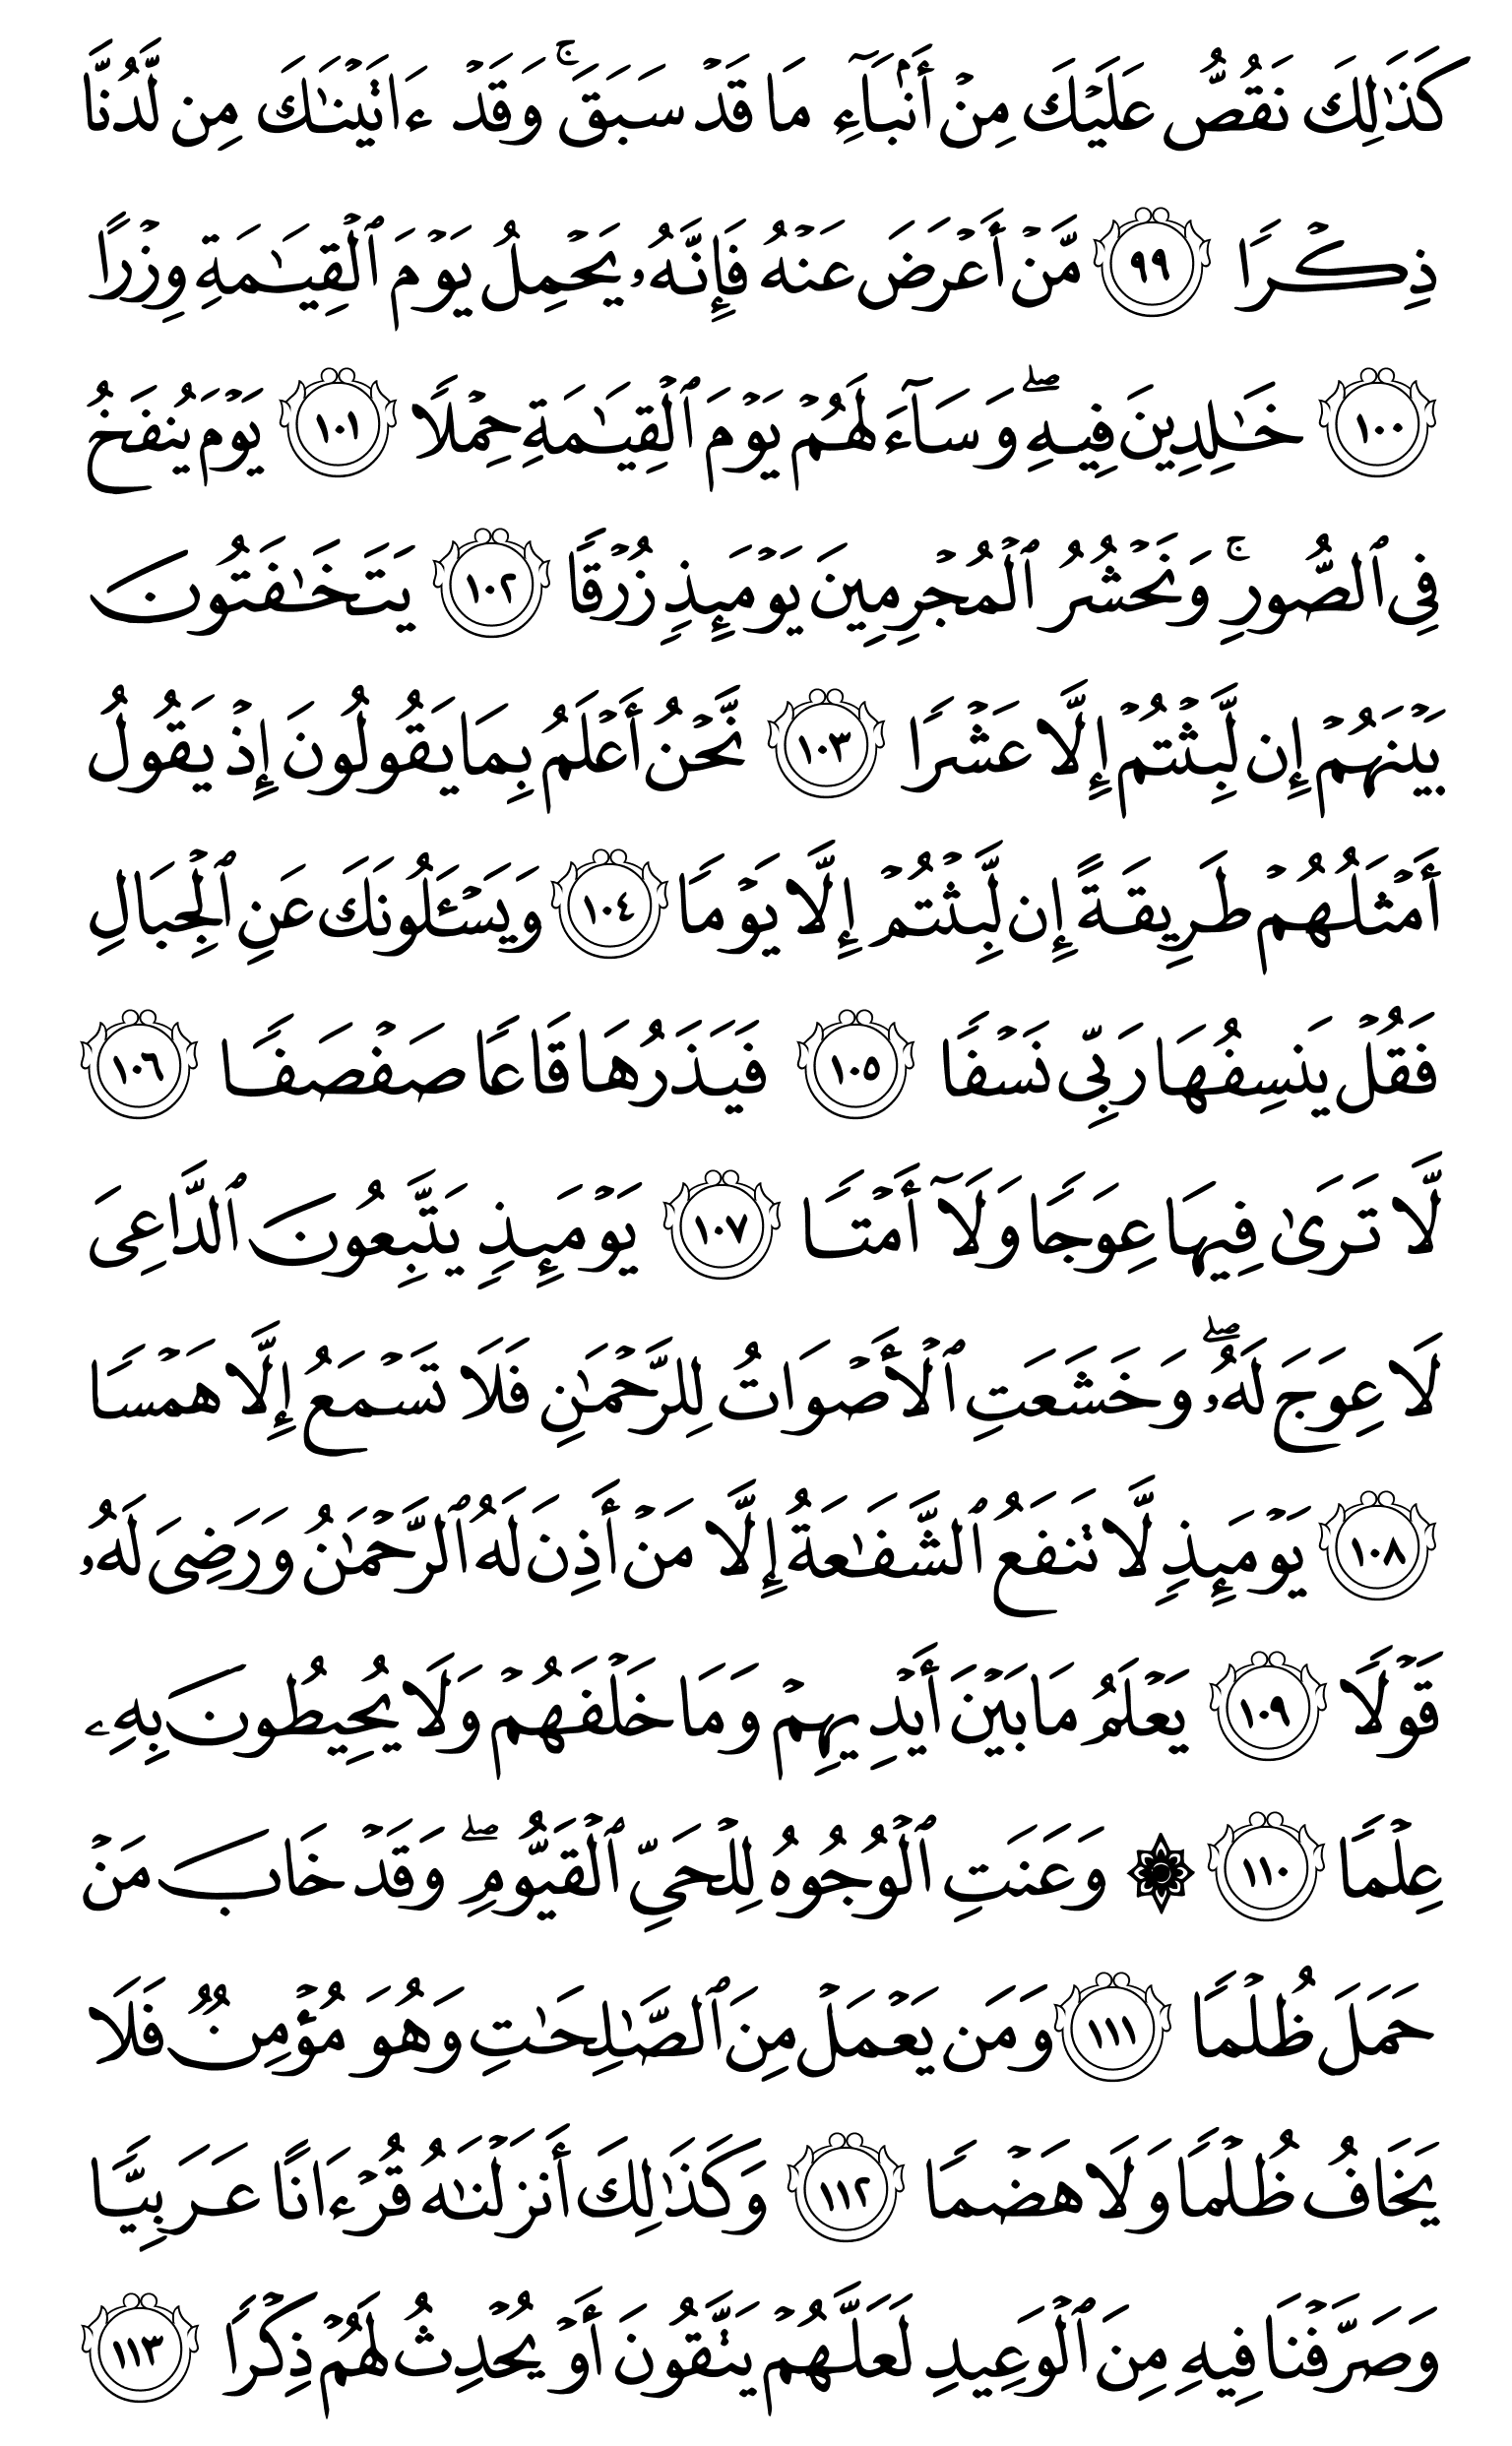 كَذَٰلِكَ نَقُصُّ عَلَيۡكَ مِنۡ أَنۢبَآءِ مَا قَدۡ سَبَقَۚ وَقَدۡ ءَاتَيۡنَٰكَ مِن لَّدُنَّا
ذِكۡرٗا ٩٩ مَّنۡ أَعۡرَضَ عَنۡهُ فَإِنَّهُۥ يَحۡمِلُ يَوۡمَ ٱلۡقِيَٰمَةِ وِزۡرًا
١٠٠ خَٰلِدِينَ فِيهِۖ وَسَآءَ لَهُمۡ يَوۡمَ ٱلۡقِيَٰمَةِ حِمۡلٗا ١٠١ يَوۡمَ يُنفَخُ
فِي ٱلصُّورِۚ وَنَحۡشُرُ ٱلۡمُجۡرِمِينَ يَوۡمَئِذٖ زُرۡقٗا ١٠٢ يَتَخَٰفَتُونَ
بَيۡنَهُمۡ إِن لَّبِثۡتُمۡ إِلَّا عَشۡرٗا ١٠٣ نَّحۡنُ أَعۡلَمُ بِمَا يَقُولُونَ إِذۡ يَقُولُ
أَمۡثَلُهُمۡ طَرِيقَةً إِن لَّبِثۡتُمۡ إِلَّا يَوۡمٗا ١٠٤ وَيَسۡـَٔلُونَكَ عَنِ ٱلۡجِبَالِ
فَقُلۡ يَنسِفُهَا رَبِّي نَسۡفٗا ١٠٥ فَيَذَرُهَا قَاعٗا صَفۡصَفٗا ١٠٦
لَّا تَرَىٰ فِيهَا عِوَجٗا وَلَآ أَمۡتٗا ١٠٧ يَوۡمَئِذٖ يَتَّبِعُونَ ٱلدَّاعِيَ
لَا عِوَجَ لَهُۥۖ وَخَشَعَتِ ٱلۡأَصۡوَاتُ لِلرَّحۡمَٰنِ فَلَا تَسۡمَعُ إِلَّا هَمۡسٗا
١٠٨ يَوۡمَئِذٖ لَّا تَنفَعُ ٱلشَّفَٰعَةُ إِلَّا مَنۡ أَذِنَ لَهُ ٱلرَّحۡمَٰنُ وَرَضِيَ لَهُۥ
قَوۡلٗا ١٠٩ يَعۡلَمُ مَا بَيۡنَ أَيۡدِيهِمۡ وَمَا خَلۡفَهُمۡ وَلَا يُحِيطُونَ بِهِۦ
عِلۡمٗا ١١٠ ۞ وَعَنَتِ ٱلۡوُجُوهُ لِلۡحَيِّ ٱلۡقَيُّومِۖ وَقَدۡ خَابَ مَنۡ
حَمَلَ ظُلۡمٗا ١١١ وَمَن يَعۡمَلۡ مِنَ ٱلصَّٰلِحَٰتِ وَهُوَ مُؤۡمِنٞ فَلَا
يَخَافُ ظُلۡمٗا وَلَا هَضۡمٗا ١١٢ وَكَذَٰلِكَ أَنزَلۡنَٰهُ قُرۡءَانًا عَرَبِيّٗا
وَصَرَّفۡنَا فِيهِ مِنَ ٱلۡوَعِيدِ لَعَلَّهُمۡ يَتَّقُونَ أَوۡ يُحۡدِثُ لَهُمۡ ذِكۡرٗا ١١٣